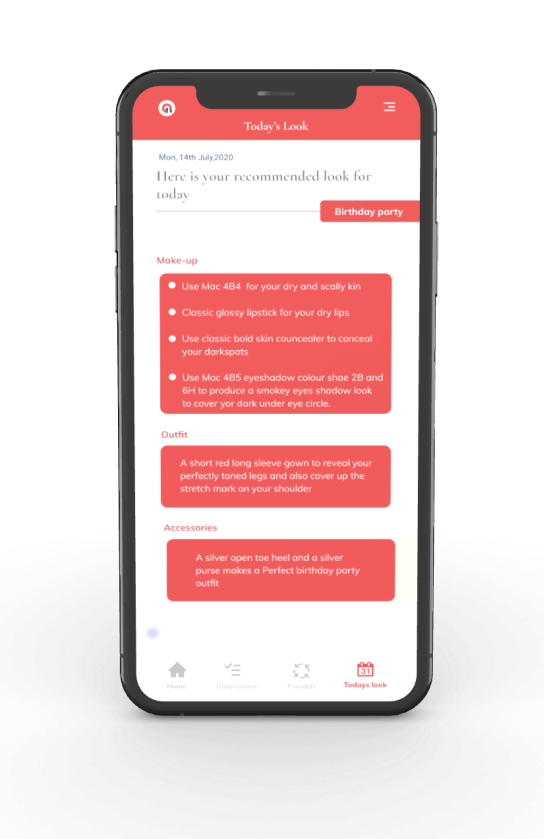 Today's Look
Mon, 14th July,2020.
Here is your recommended look for
today
Birthday party
Make-up
Use Mac 4B4 for your dry and scally kin
Classic glossy lipstick for your dry lips
Use classic bold skin councealer to conceal
your darkspots
Use Mac 4B5 eyeshadow colour shae 2B and
6H to produce a smokey eyes shadow look
to cover yor dark under eye circle.
Outfit
A short red long sleeve gown to reveal your
perfectly toned legs and also cover up the
stretch mark on your shoulder
Accessories
A silver open toe heel and a silver
purse makes a Perfect birthday party
outfit
31
Home
Daily routine
Todays look